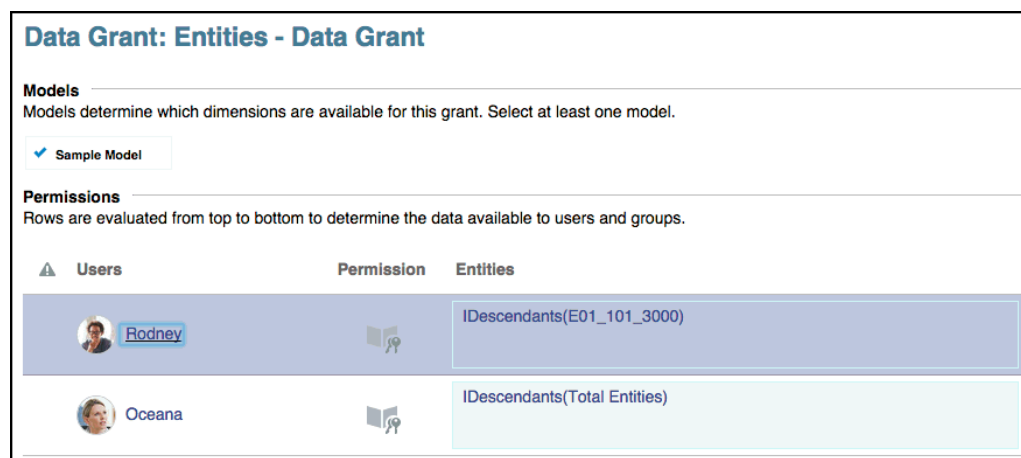 Data Grant: Entities - Data Grant
Models
Models determine which dimensions are available for this grant. Select at least one model.
Sample Model
Permissions
Rows are evaluated from top to bottom to determine the data available to users and groups.
Users Permission Entities
Rodney IDescendants(E01_101_3000)
Oceana IDescendants(Total Entities)